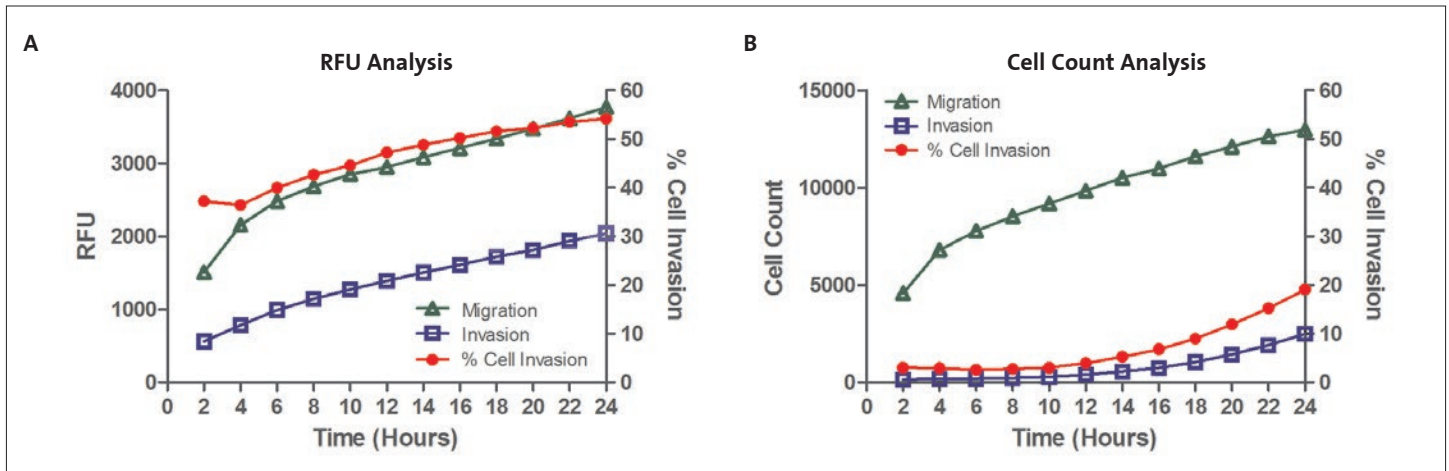 A
RFU Analysis
4000
3000
2000
1000
0
RFU
60
50
40
30
20
10
0
% Cell Invasion
Migration
Invasion
% Cell Invasion
0 2 4 6 8 10 12 14 16 18 20 22 24
Time (Hours)
B
Cell Count Analysis
15000
10000
5000
0
Cell Count
60
50
40
30
20
10
0
% Cell Invasion
Migration
Invasion
% Cell Invasion
0 2 4 6 8 10 12 14 16 18 20 22 24
Time (Hours)